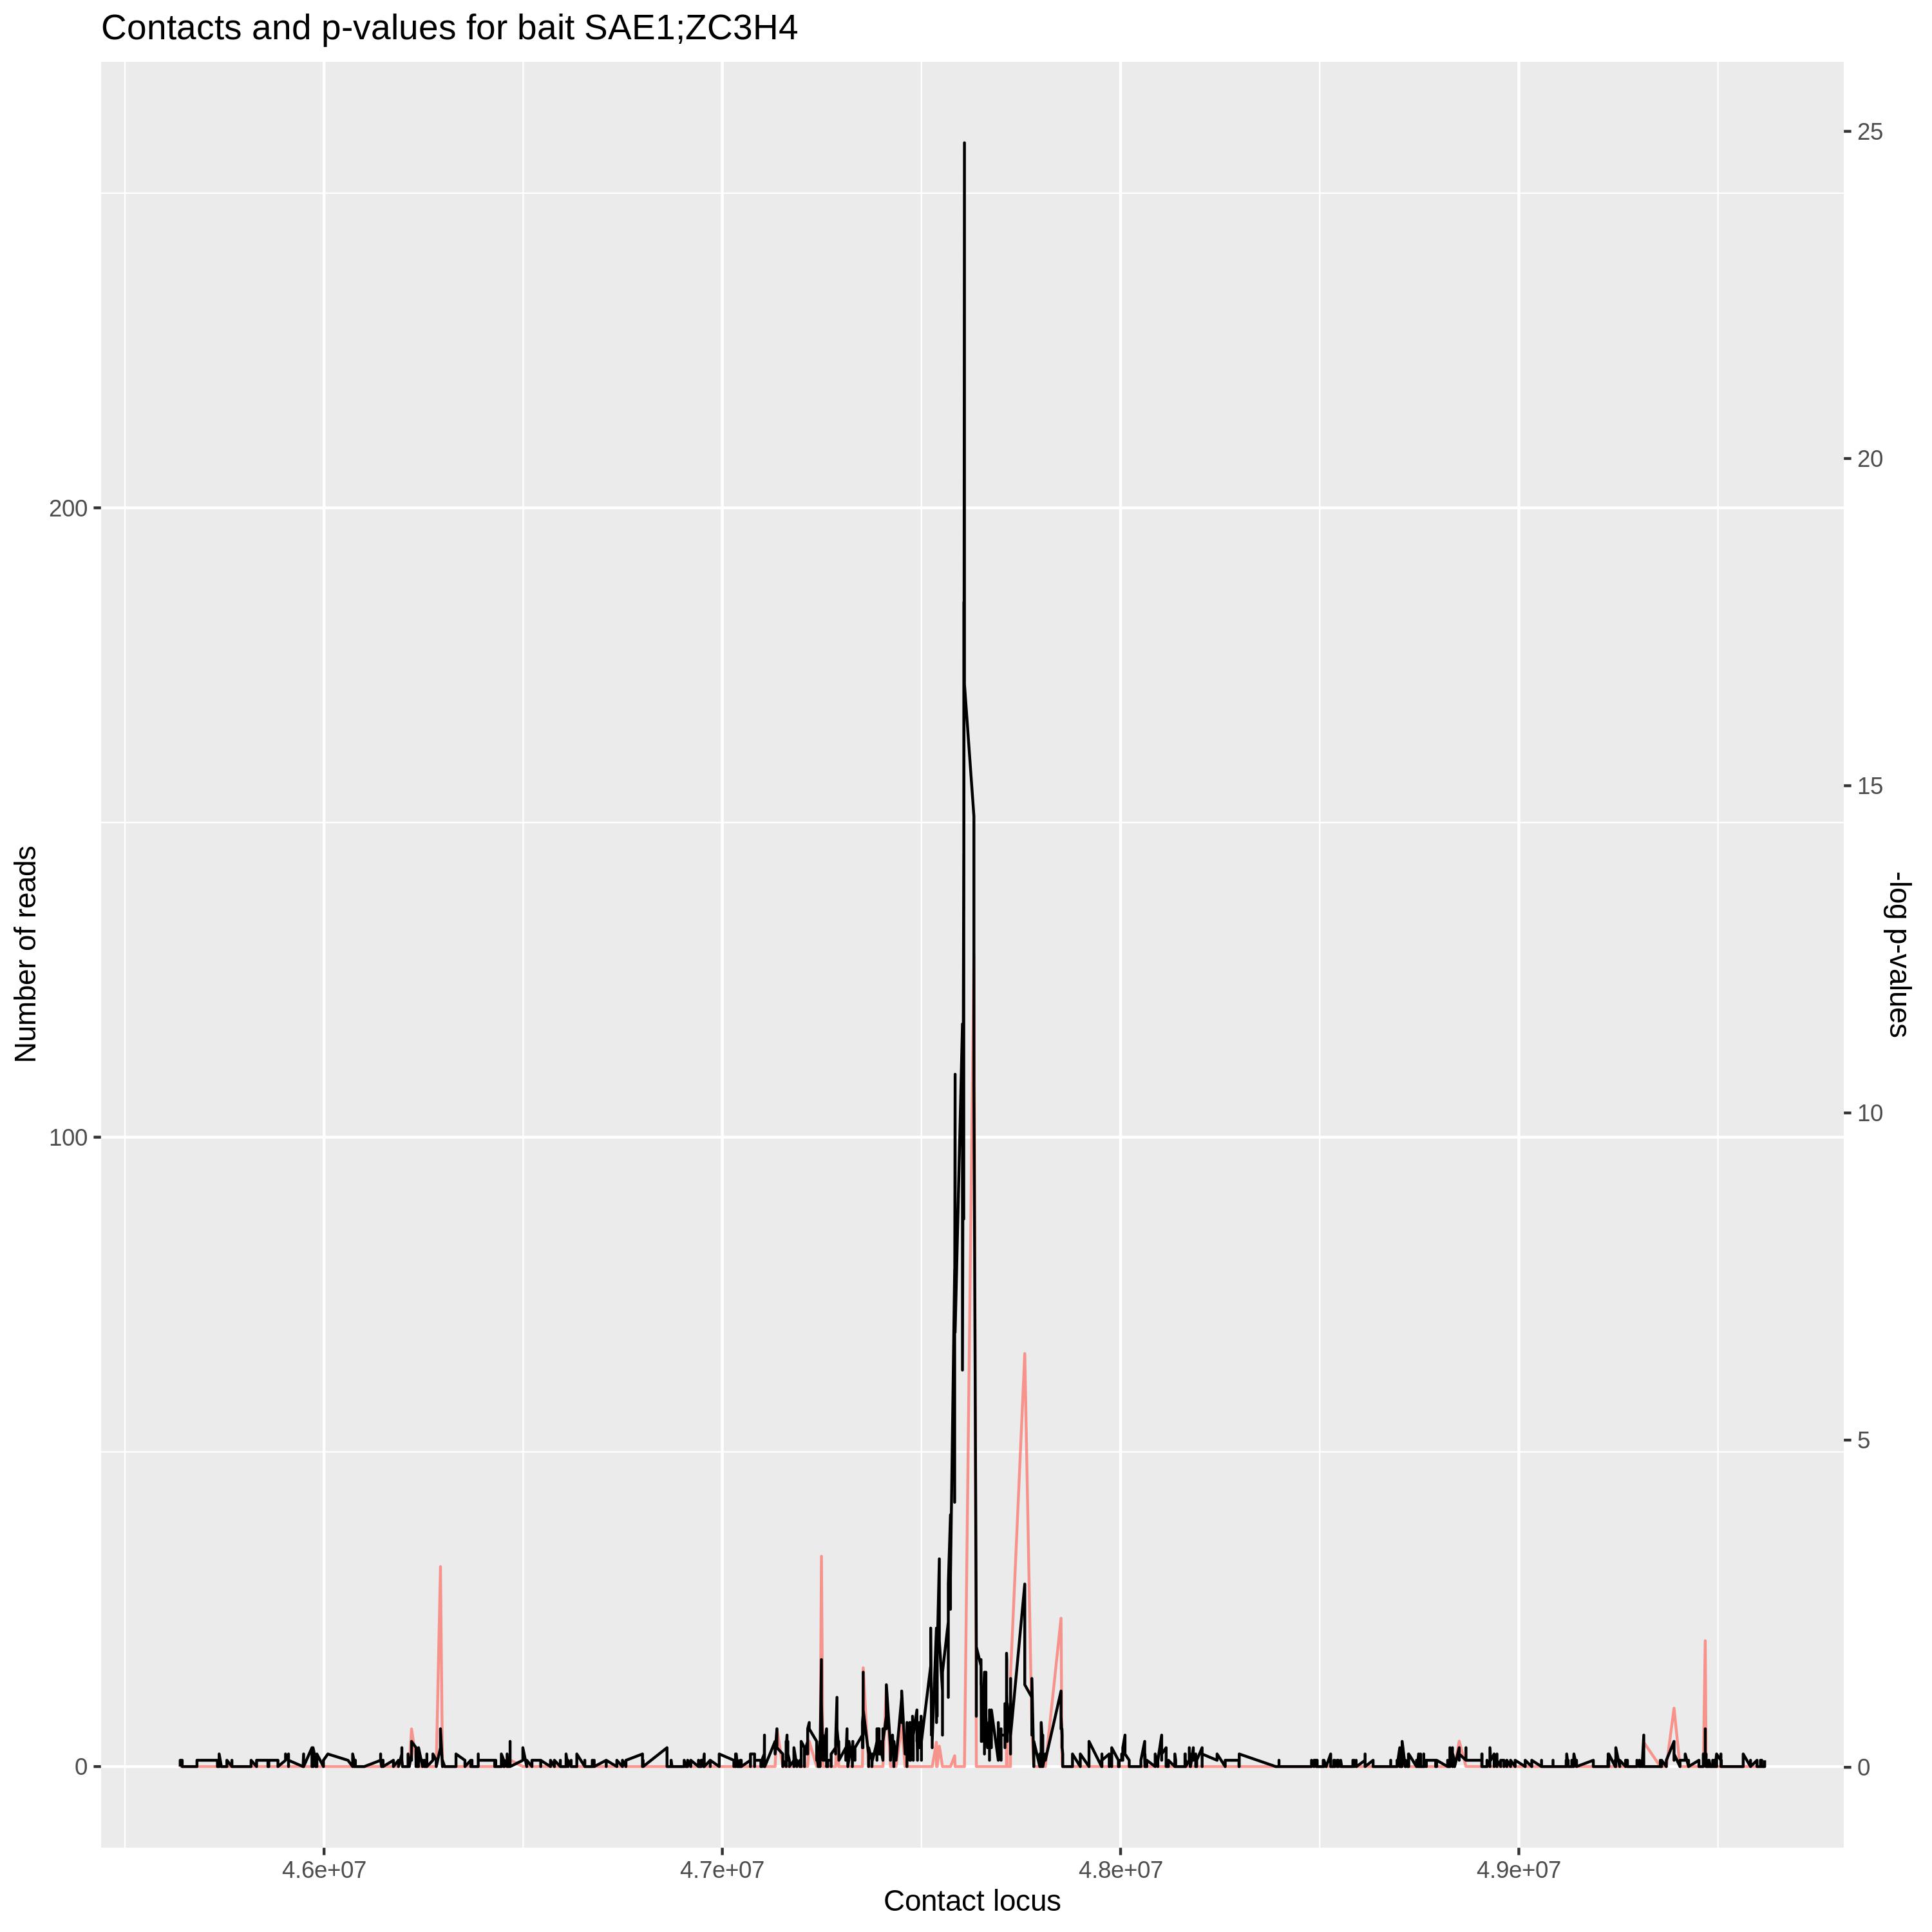 Contacts and p-values for bait SAE1;ZC3H4
Number of reads
200
100
0
25
20
15
10
5
0
-log p-values
4.6e+07 4.7e+07 4.8e+07 4.9e+07
Contact locus